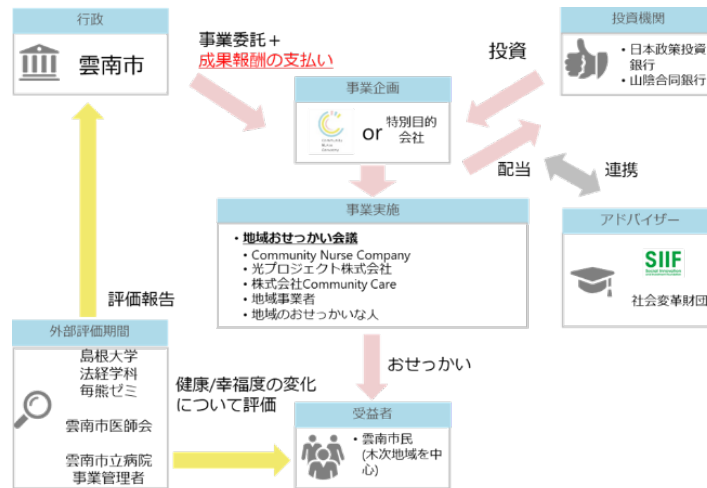 行政
雲南市
事業委託＋
成果報酬の支払い
投資
投資機関
・日本政策投資
銀行
・山陰合同銀行
事業企画
or
特別目的
会社
配当
連携
事業実施
・地域おせっかい会議
・Community Nurse Company
・光プロジェクト株式会社
・株式会社Community Care
・地域事業者
・地域のおせっかいな人
アドバイザー
SIIF
社会変革財団
評価報告
おせっかい
外部評価期間
島根大学
法経学科
毎熊ゼミ
雲南市医師会
雲南市立病院
事業管理者
健康/幸福度の変化
について評価
受益者
・雲南市民
(木次地域を中
心)